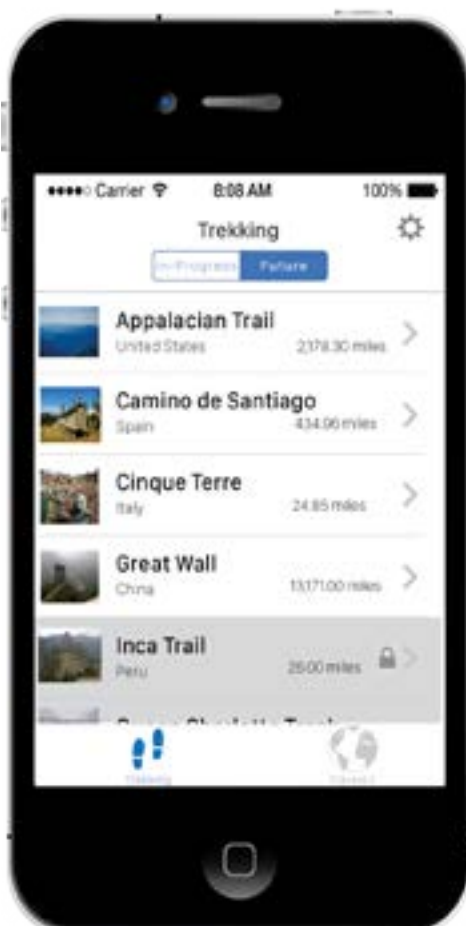 Carrier 8:08 AM 100%
Trekking
In-Progress Future
Appalacian Trail
United States 2,178.30 miles
Camino de Santiago
Spain 434.96 miles
Cinque Terre
Italy 24.85 miles
Great Wall
China 13,171.00 miles
Inca Trail
Peru 26.00 miles
Trekking